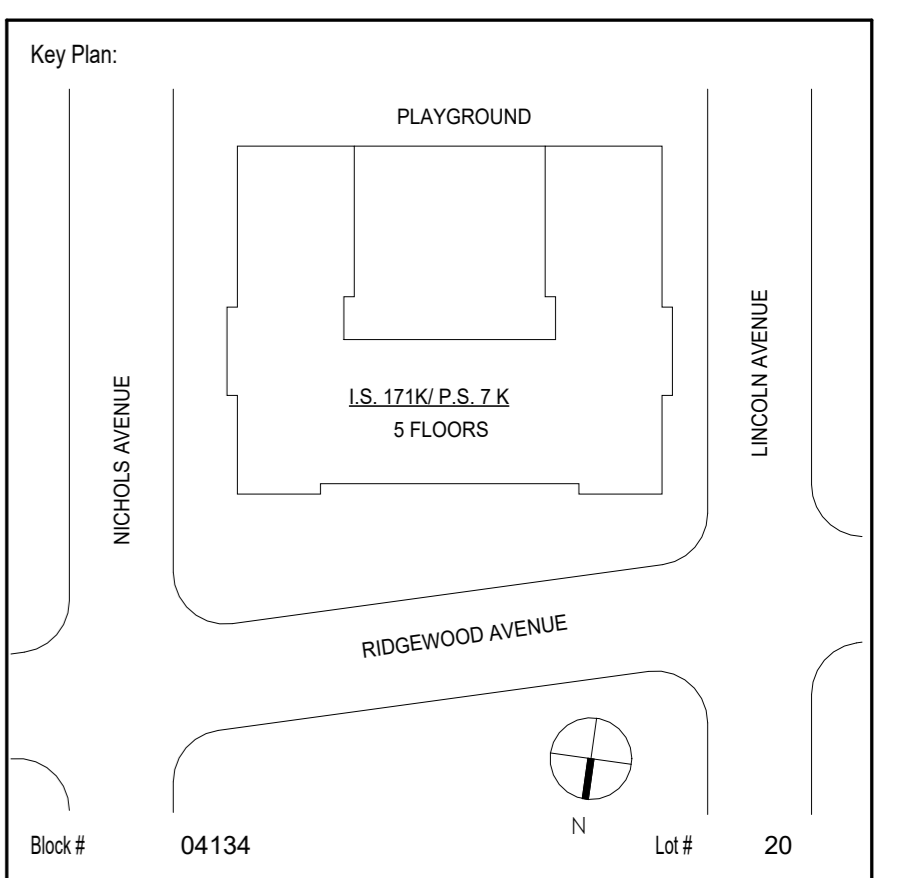 Key Plan:
PLAYGROUND
NICHOLS AVENUE
LINCOLN AVENUE
I.S. 171K/ P.S. 7 K
5 FLOORS
RIDGEWOOD AVENUE
N
Block # 04134 Lot # 20